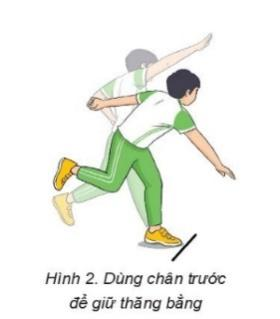 Hình 2. Dùng chân trước
để giữ thăng bằng